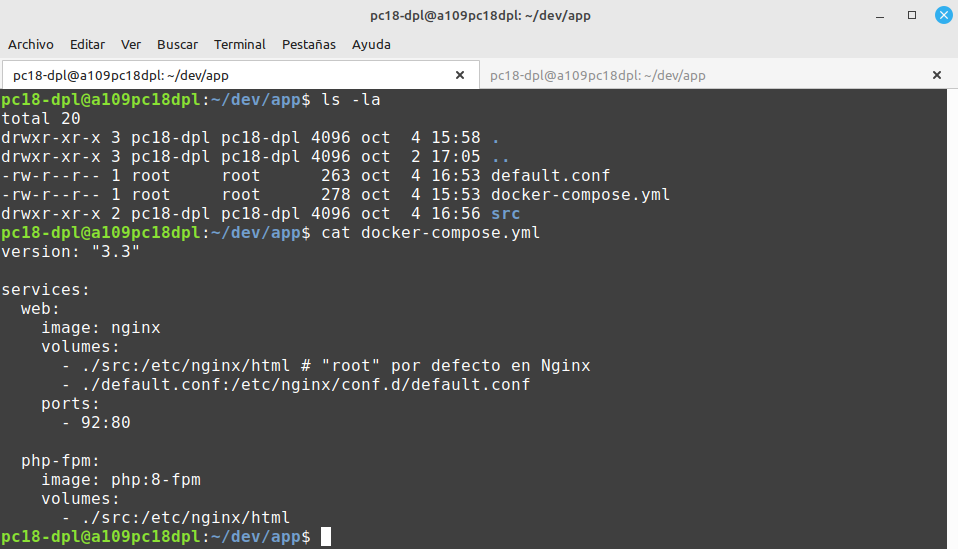 pc18-dpl@a109pc18dpl: ~/dev/app
Archivo Editar Ver Buscar Terminal Pestañas Ayuda
pc18-dpl@a109pc18dpl: ~/dev/app pc18-dpl@a109pc18dpl: ~/dev/app
pc18-dpl@a109pc18dpl:~/dev/app$ ls -la
total 20
drwxr-xr-x 3 pc18-dpl pc18-dpl 4096 oct  4 15:58 .
drwxr-xr-x 3 pc18-dpl pc18-dpl 4096 oct  2 17:05 ..
-rw-r--r-- 1 root     root      263 oct  4 16:53 default.conf
-rw-r--r-- 1 root     root      278 oct  4 15:53 docker-compose.yml
drwxr-xr-x 2 pc18-dpl pc18-dpl 4096 oct  4 16:56 src
pc18-dpl@a109pc18dpl:~/dev/app$ cat docker-compose.yml
version: "3.3"

services:
  web:
    image: nginx
    volumes:
      - ./src:/etc/nginx/html # "root" por defecto en Nginx
      - ./default.conf:/etc/nginx/conf.d/default.conf
    ports:
      - 92:80

  php-fpm:
    image: php:8-fpm
    volumes:
      - ./src:/etc/nginx/html
pc18-dpl@a109pc18dpl:~/dev/app$